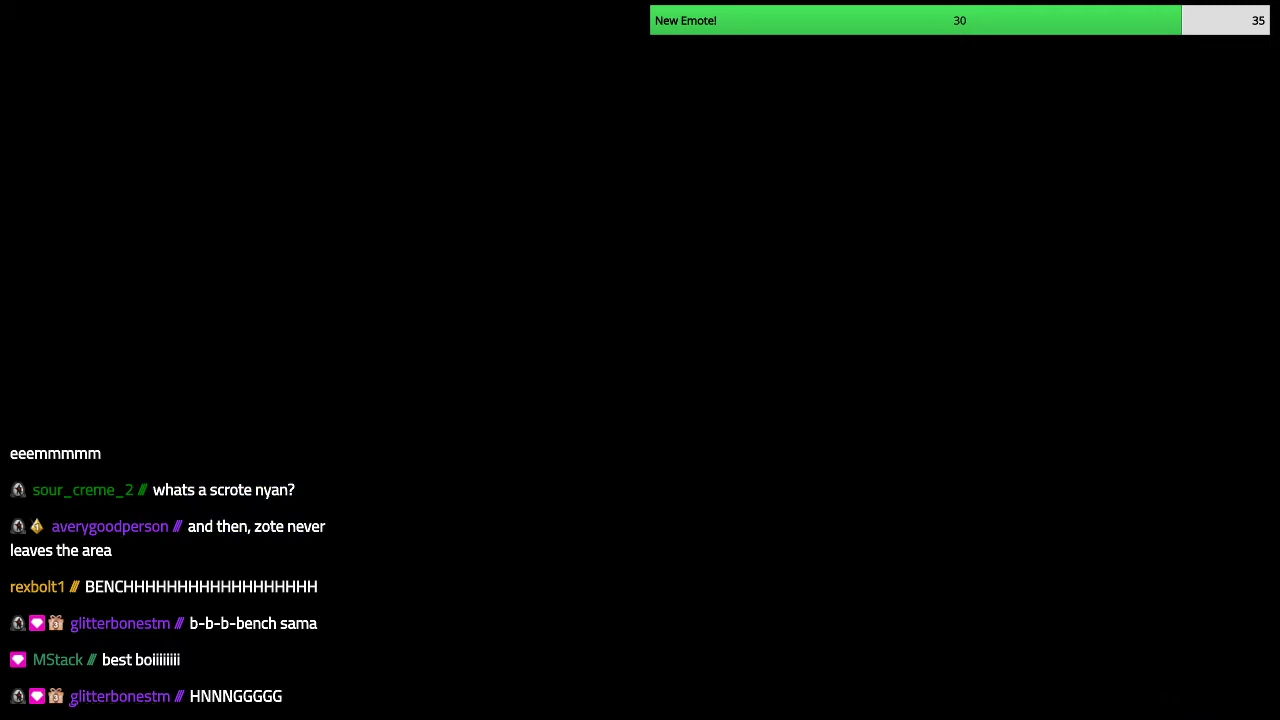 New Emote! 30 35
eeemmmmm
sour_creme_2 /// whats a scrote nyan?
averygoodperson /// and then, zote never
leaves the area
rexbolt1 /// BENCHHHHHHHHHHHHHHHHHH
glitterbonestm /// b-b-b-bench sama
MStack /// best boiiiiiiii
glitterbonestm /// HNNNGGGGG